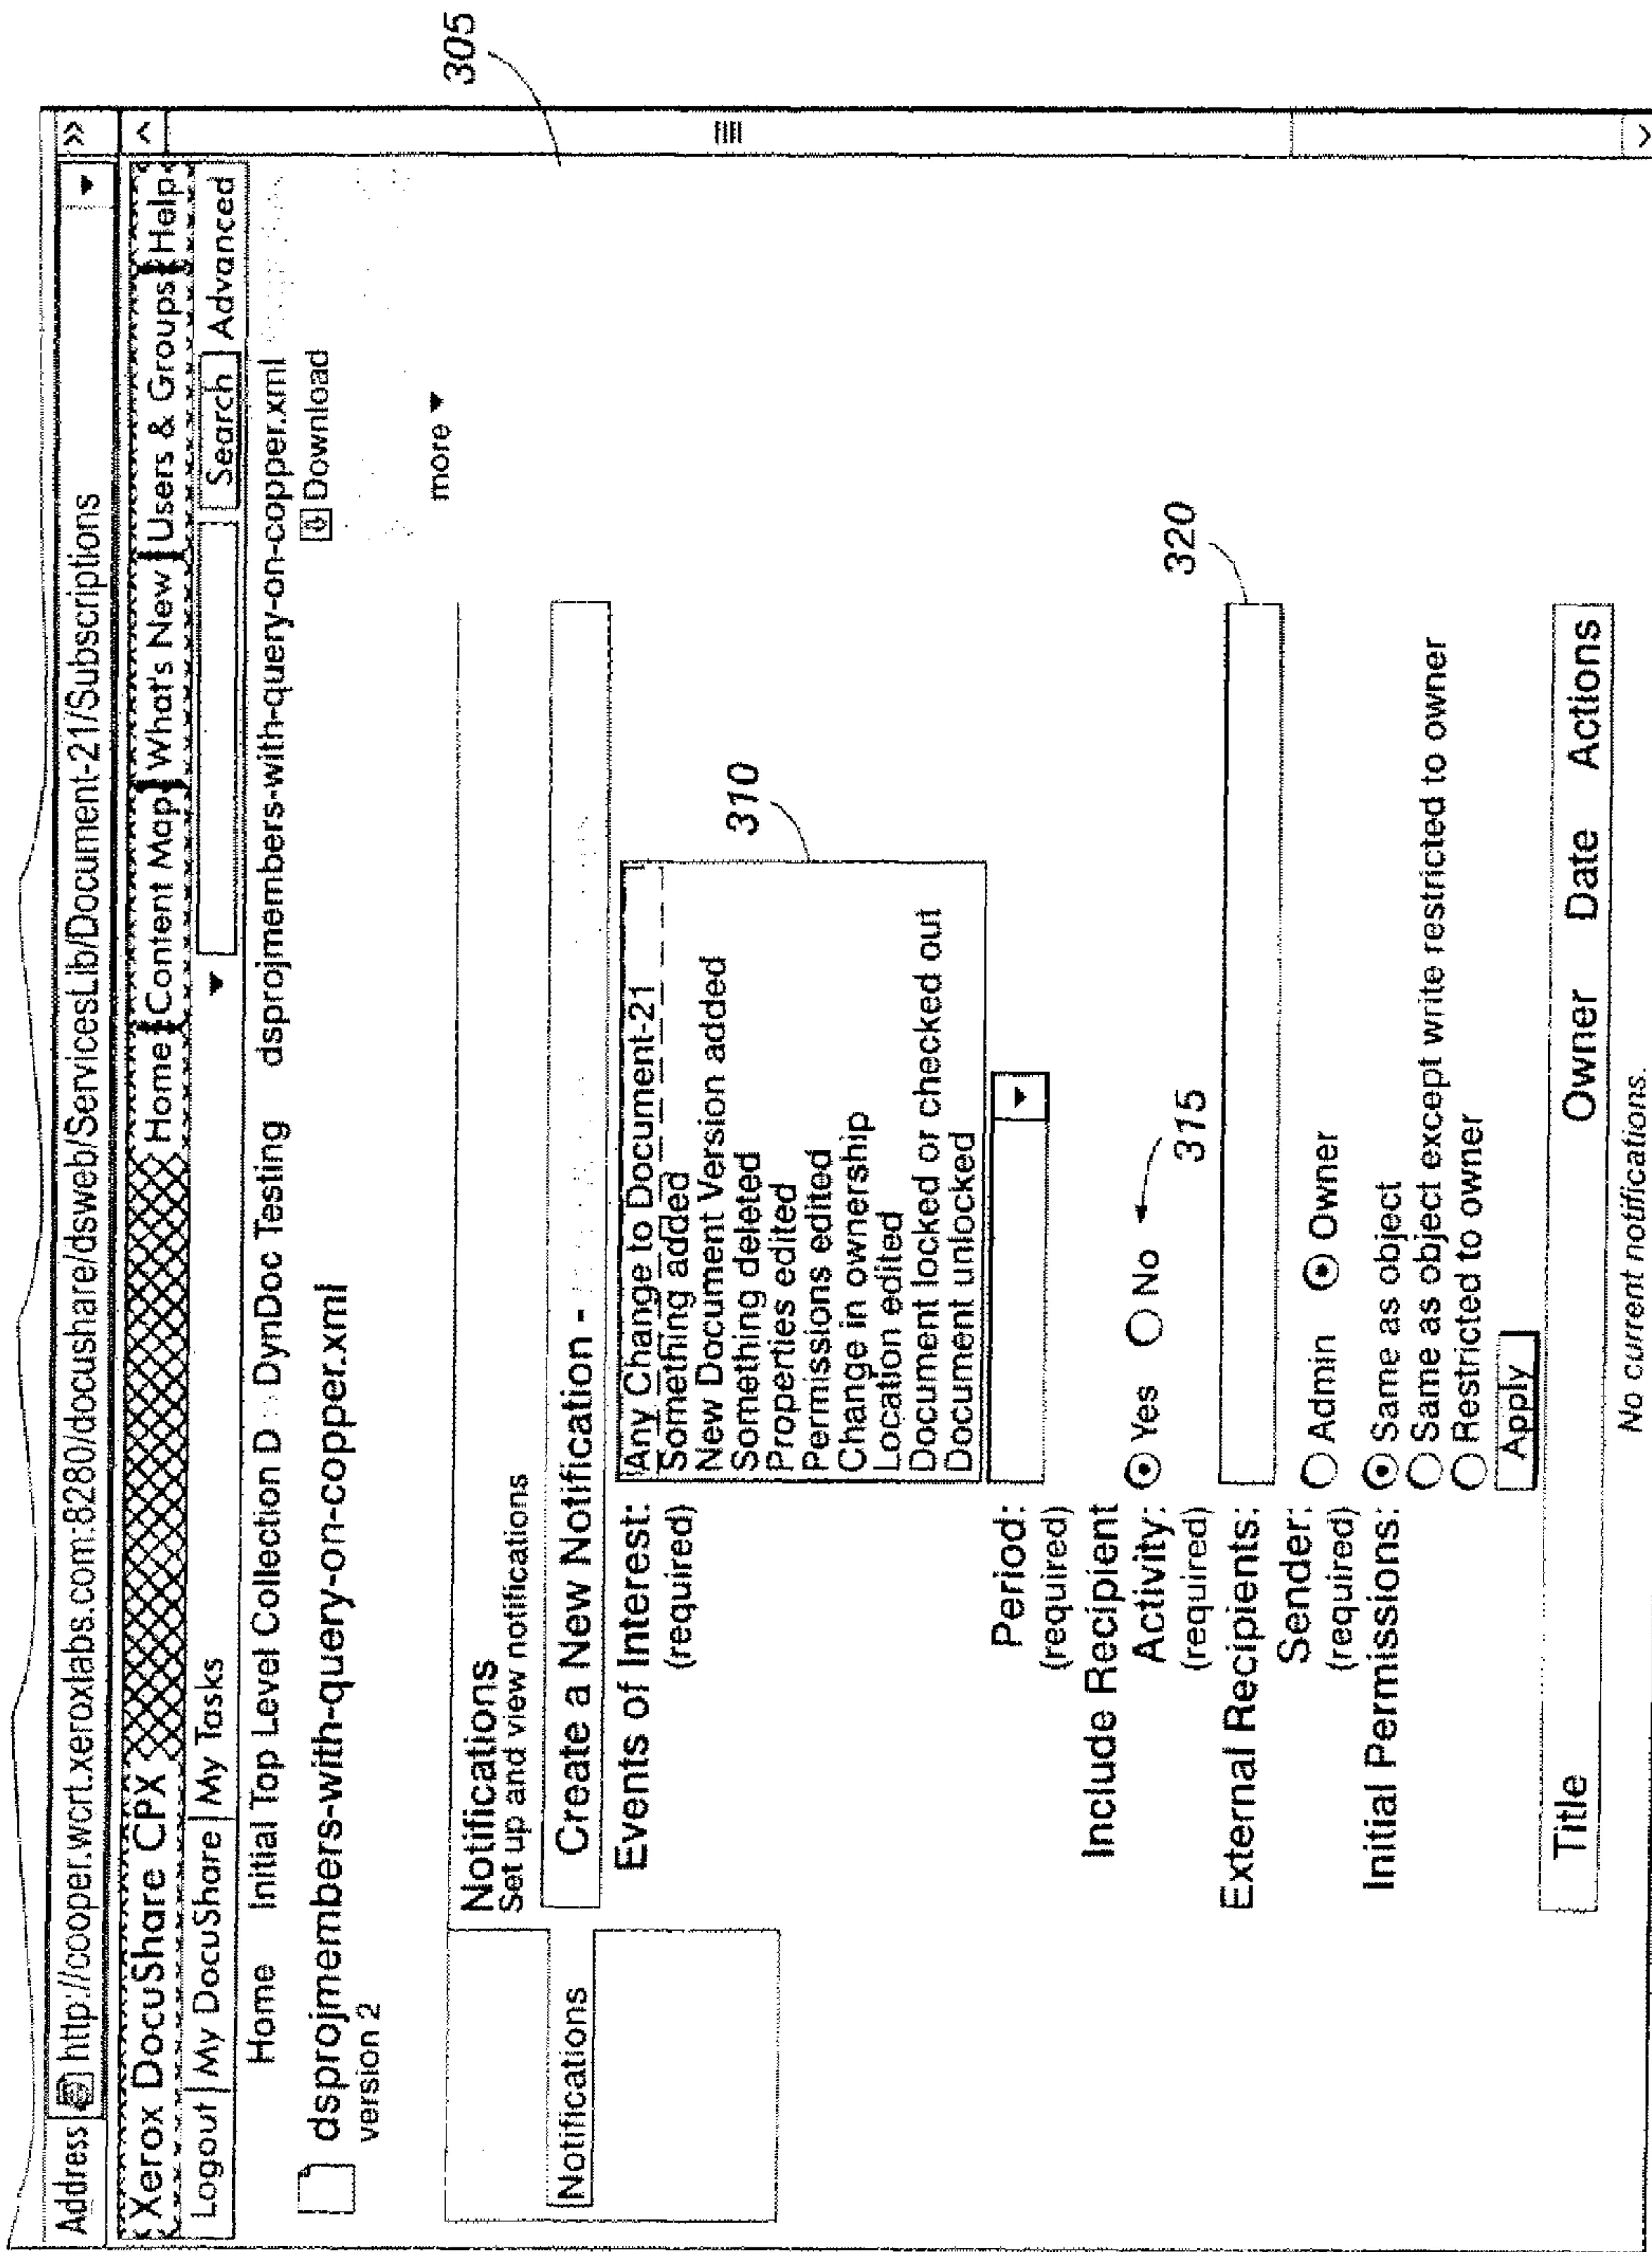 Address http://cooper.wcrt.xeroxlabs.com:8280/docushare/dsweb/ServicesLib/Document-21/Subscriptions
Xerox DocuShare CPX Home Content Map What's New Users & Groups Help
Logout My DocuShare My Tasks Search Advanced
Home Initial Top Level Collection D DynDoc Testing dsprojmembers-with-query-on-copper.xml
dsprojmembers-with-query-on-copper.xml Download
version 2
more
305
Notifications
Set up and view notifications
Notifications
Create a New Notification -
Events of Interest:
(required)
Any Change to Document-21
Something added
New Document Version added
Something deleted
Properties edited
Permissions edited
Change in ownership
Location edited
Document locked or checked out
Document unlocked
310
Period:
(required)
Include Recipient
Activity: Yes No
(required)
315
External Recipients:
320
Sender: Admin Owner
(required)
Initial Permissions: Same as object
Same as object except write restricted to owner
Restricted to owner
Apply
Title Owner Date Actions
No current notifications.